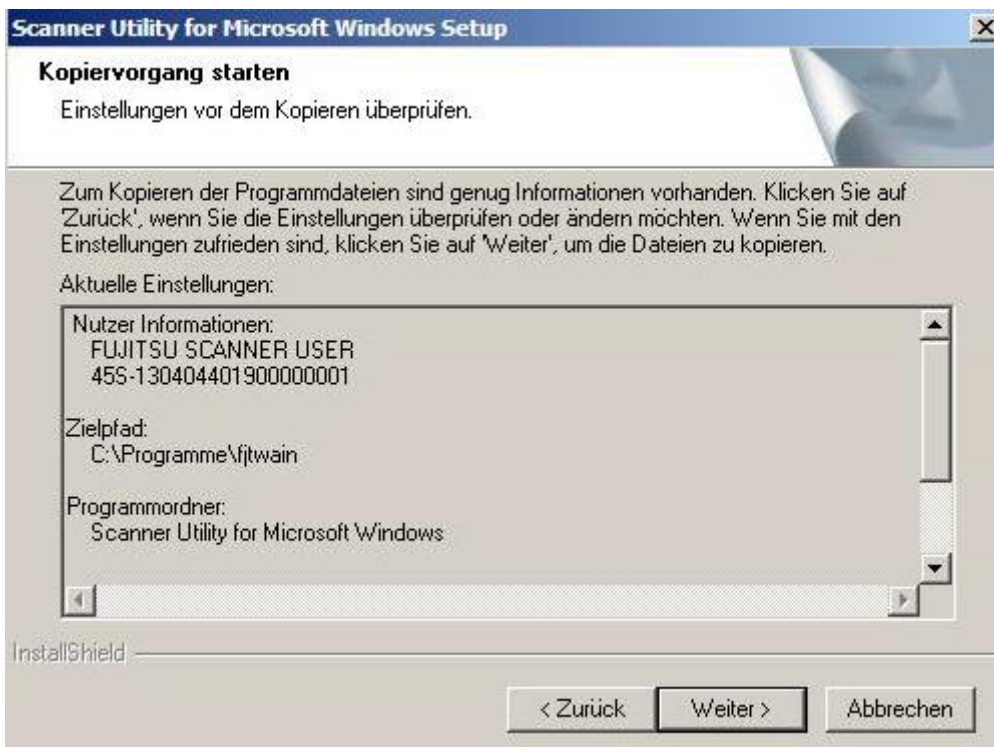 Scanner Utility for Microsoft Windows Setup
Kopiervorgang starten
Einstellungen vor dem Kopieren überprüfen.
Zum Kopieren der Programmdateien sind genug Informationen vorhanden. Klicken Sie auf
'Zurück', wenn Sie die Einstellungen überprüfen oder ändern möchten. Wenn Sie mit den
Einstellungen zufrieden sind, klicken Sie auf 'Weiter', um die Dateien zu kopieren.
Aktuelle Einstellungen:
Nutzer Informationen:
FUJITSU SCANNER USER
45S-130404401900000001
Zielpfad:
C:\Programme\fjtwain
Programmordner:
Scanner Utility for Microsoft Windows
InstallShield
< Zurück Weiter > Abbrechen